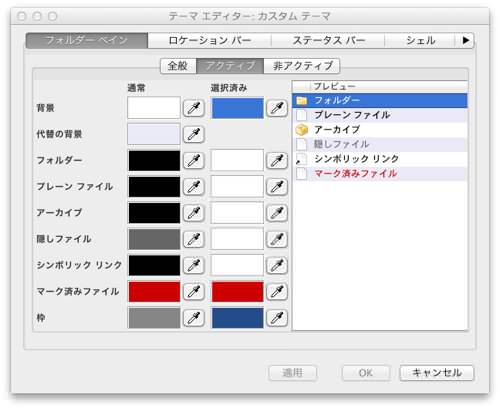 テーマ エディター: カスタム テーマ
フォルダー ペイン ロケーション バー ステータス バー シェル
全般 アクティブ 非アクティブ
通常 選択済み
背景
代替の背景
フォルダー
プレーン ファイル
アーカイブ
隠しファイル
シンボリック リンク
マーク済みファイル
枠
プレビュー
フォルダー
プレーン ファイル
アーカイブ
隠しファイル
シンボリック リンク
マーク済みファイル
適用 OK キャンセル